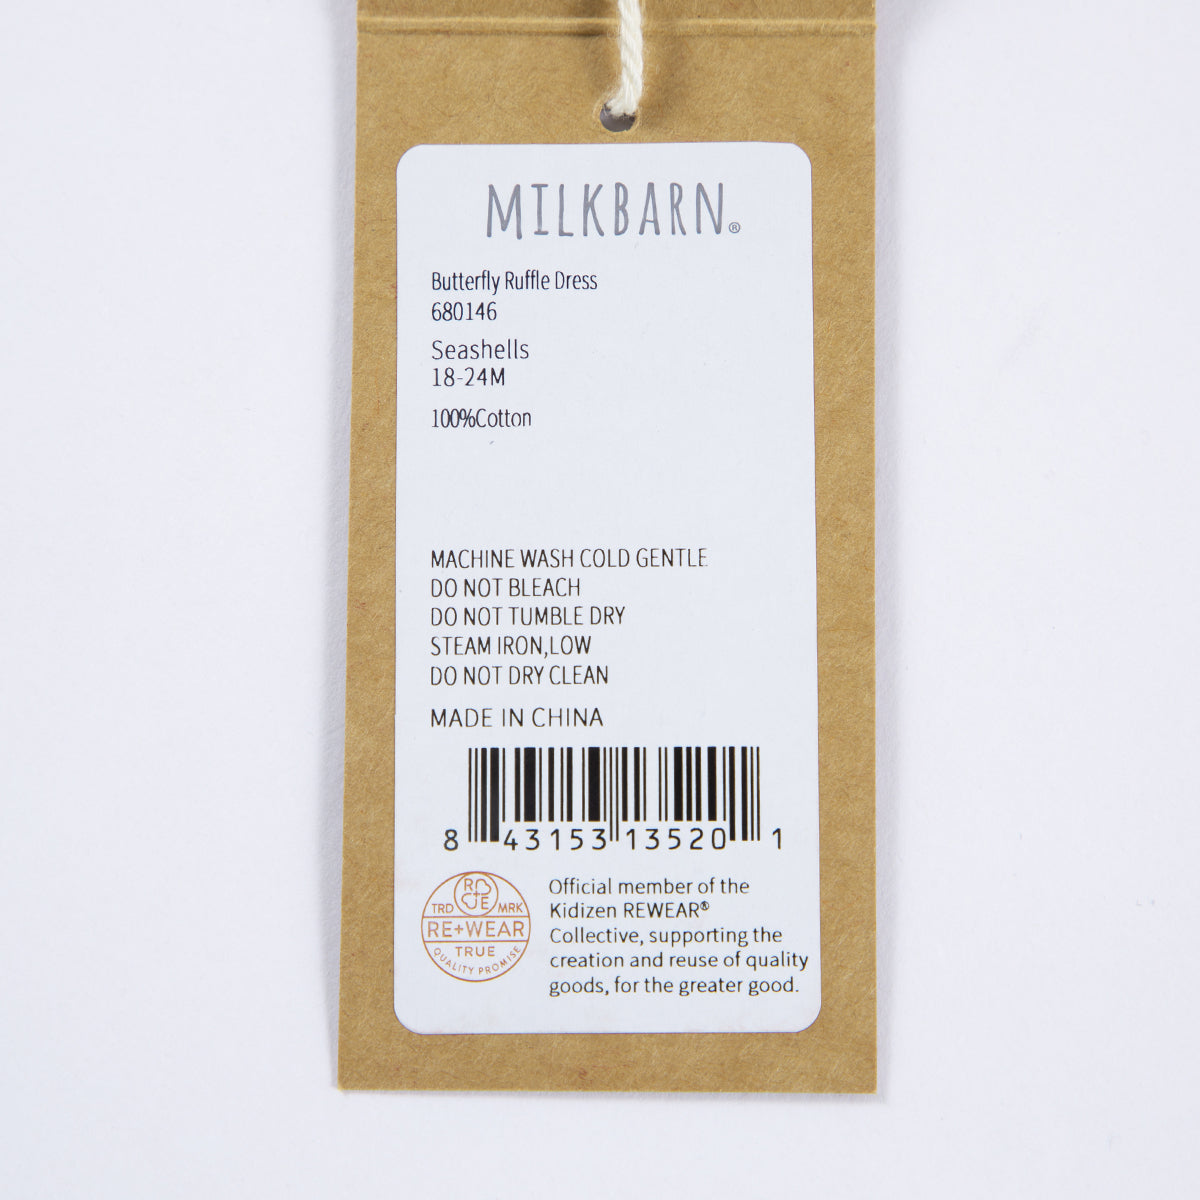 MILKBARN®
Butterfly Ruffle Dress
680146
Seashells
18-24M
100%Cotton
MACHINE WASH COLD GENTLE
DO NOT BLEACH
DO NOT TUMBLE DRY
STEAM IRON,LOW
DO NOT DRY CLEAN
MADE IN CHINA
8 43153 13520 1
R E
TRD MRK
RE+WEAR
TRUE
QUALITY PROMISE
Official member of the
Kidizen REWEAR®
Collective, supporting the
creation and reuse of quality
goods, for the greater good.